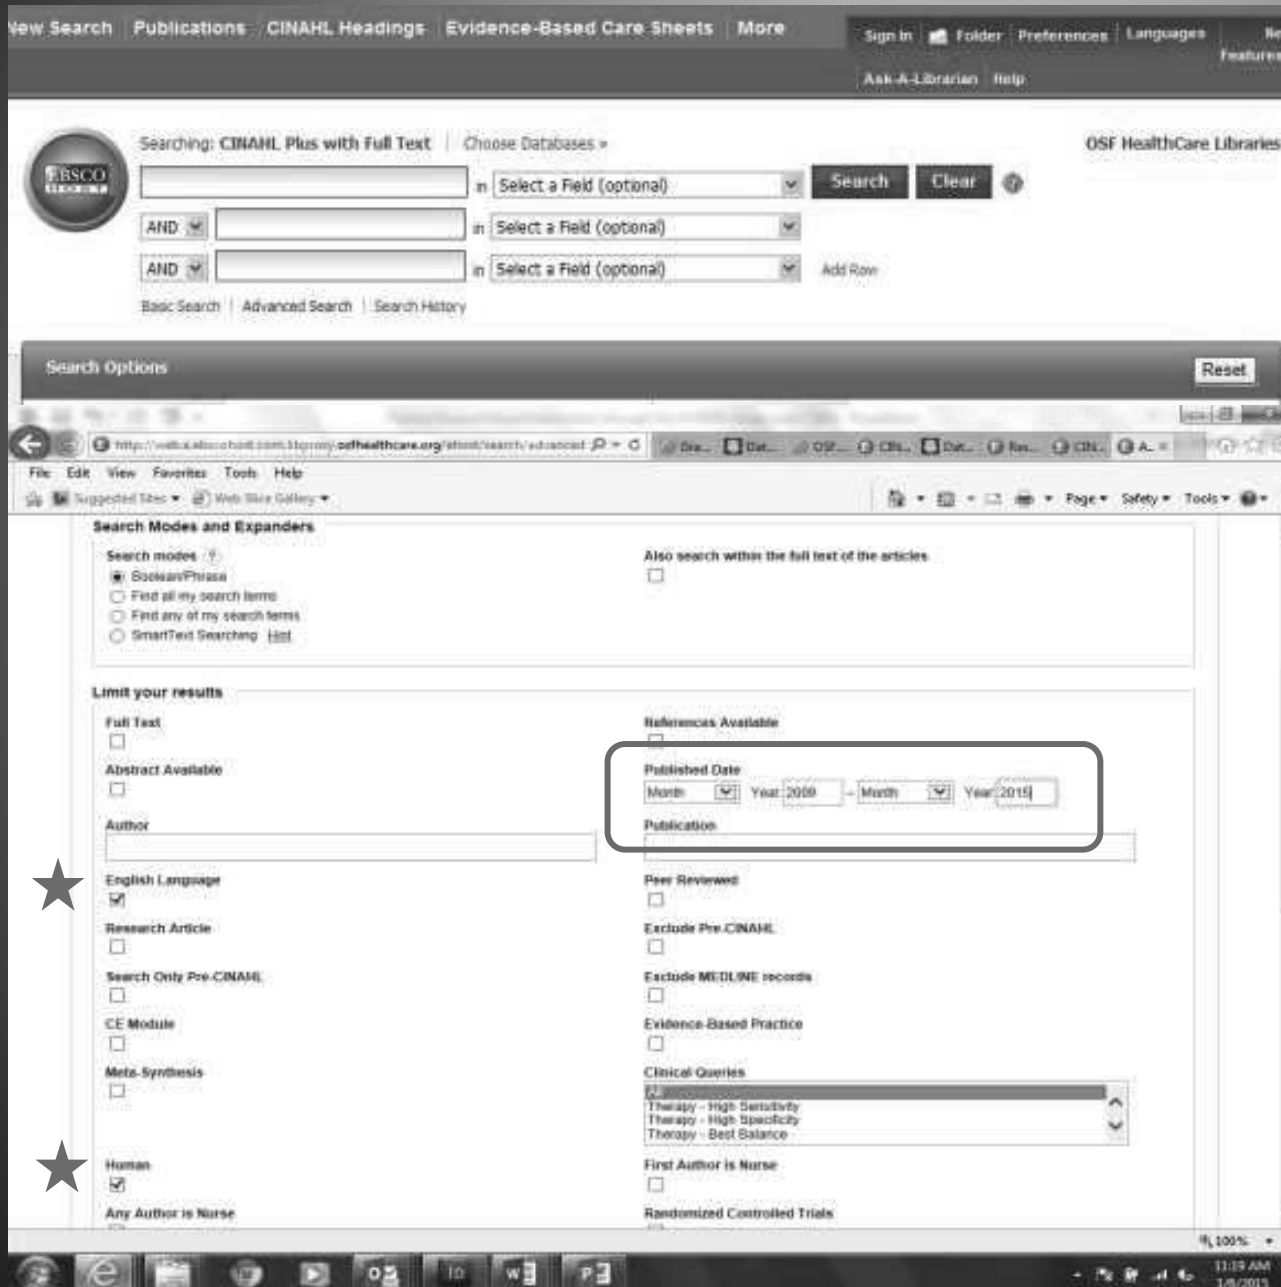 New Search Publications CINAHL Headings Evidence-Based Care Sheets More
Sign In Folder Preferences Languages
Features
Ask-A-Librarian Help
Searching: CINAHL Plus with Full Text Choose Databases »
OSF HealthCare Libraries
EBSCO
HOST
in Select a Field (optional) Search Clear
AND in Select a Field (optional)
AND in Select a Field (optional) Add Row
Basic Search Advanced Search Search History
Search Options Reset
File Edit View Favorites Tools Help
Suggested Sites Web Slice Gallery Page Safety Tools
Search Modes and Expanders
Search modes ?
Also search within the full text of the articles
Boolean/Phrase
Find all my search terms
Find any of my search terms
SmartText Searching Hint
Limit your results
Full Text References Available
Abstract Available Published Date
Month Year: 2009 – Month Year: 2015
Author Publication
English Language Peer Reviewed
Research Article Exclude Pre-CINAHL
Search Only Pre-CINAHL Exclude MEDLINE records
CE Module Evidence-Based Practice
Meta-Synthesis Clinical Queries
All
Therapy - High Sensitivity
Therapy - High Specificity
Therapy - Best Balance
Human First Author is Nurse
Any Author is Nurse Randomized Controlled Trials
100%
11:19 AM
1/6/2015